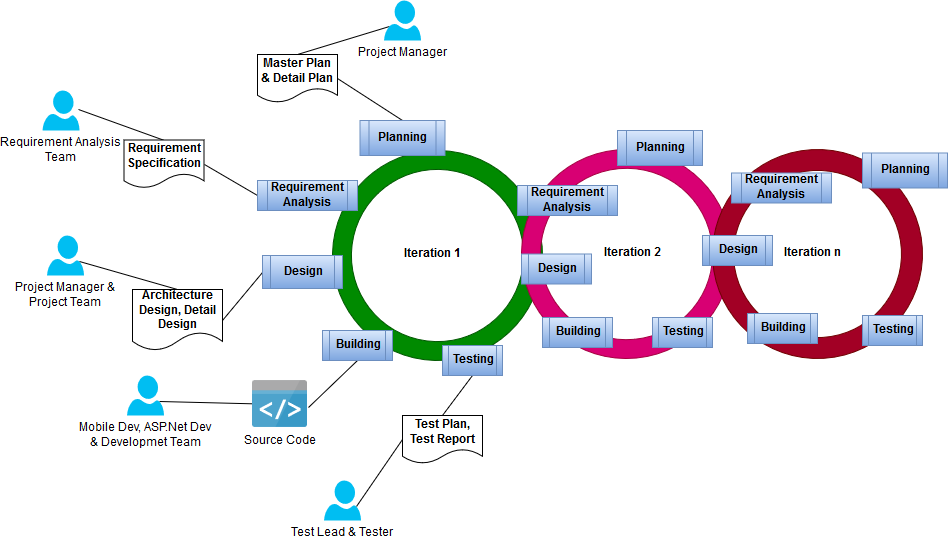 Project Manager
Master Plan
& Detail Plan
Planning
Requirement Analysis
Team
Requirement
Specification
Requirement
Analysis
Project Manager &
Project Team
Architecture
Design, Detail
Design
Design
Building
Testing
Iteration 1
Mobile Dev, ASP.Net Dev
& Developmet Team
</>
Source Code
Test Plan,
Test Report
Test Lead & Tester
Planning
Requirement
Analysis
Design
Building
Testing
Iteration 2
Planning
Requirement
Analysis
Design
Building
Testing
Iteration n